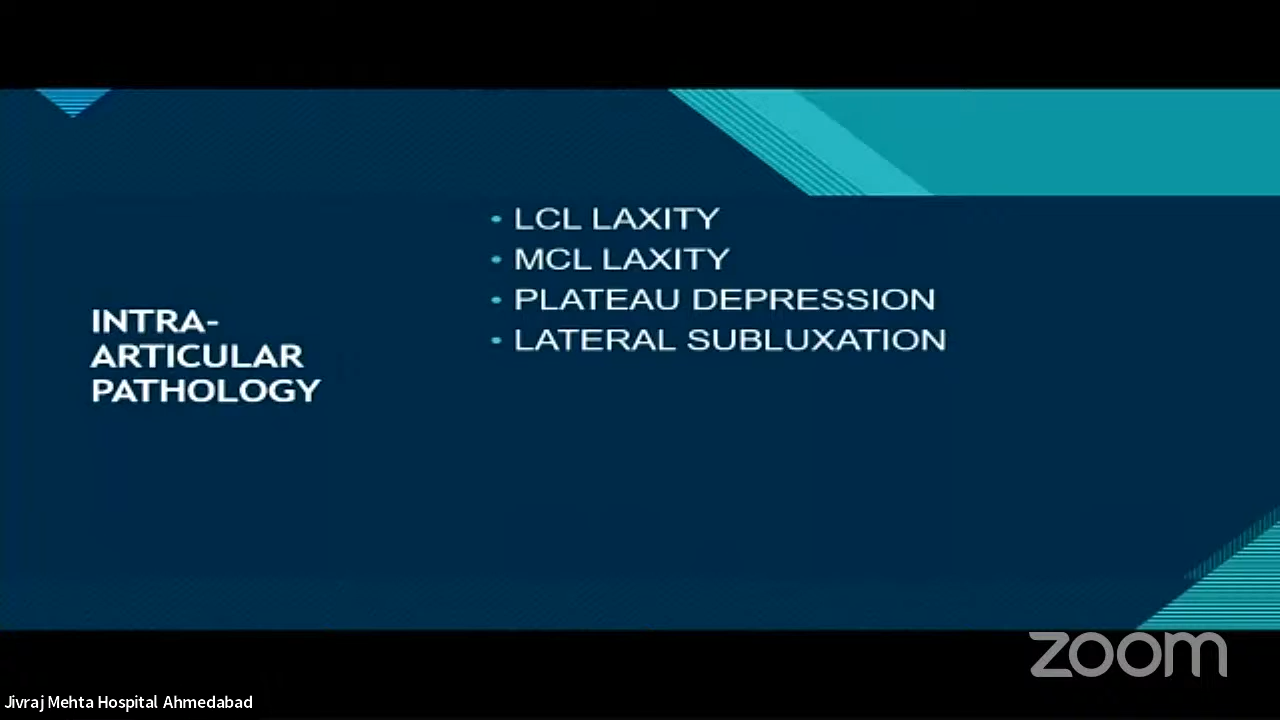 • LCL LAXITY
• MCL LAXITY
• PLATEAU DEPRESSION
• LATERAL SUBLUXATION
INTRA-
ARTICULAR
PATHOLOGY
zoom
Jivraj Mehta Hospital Ahmedabad